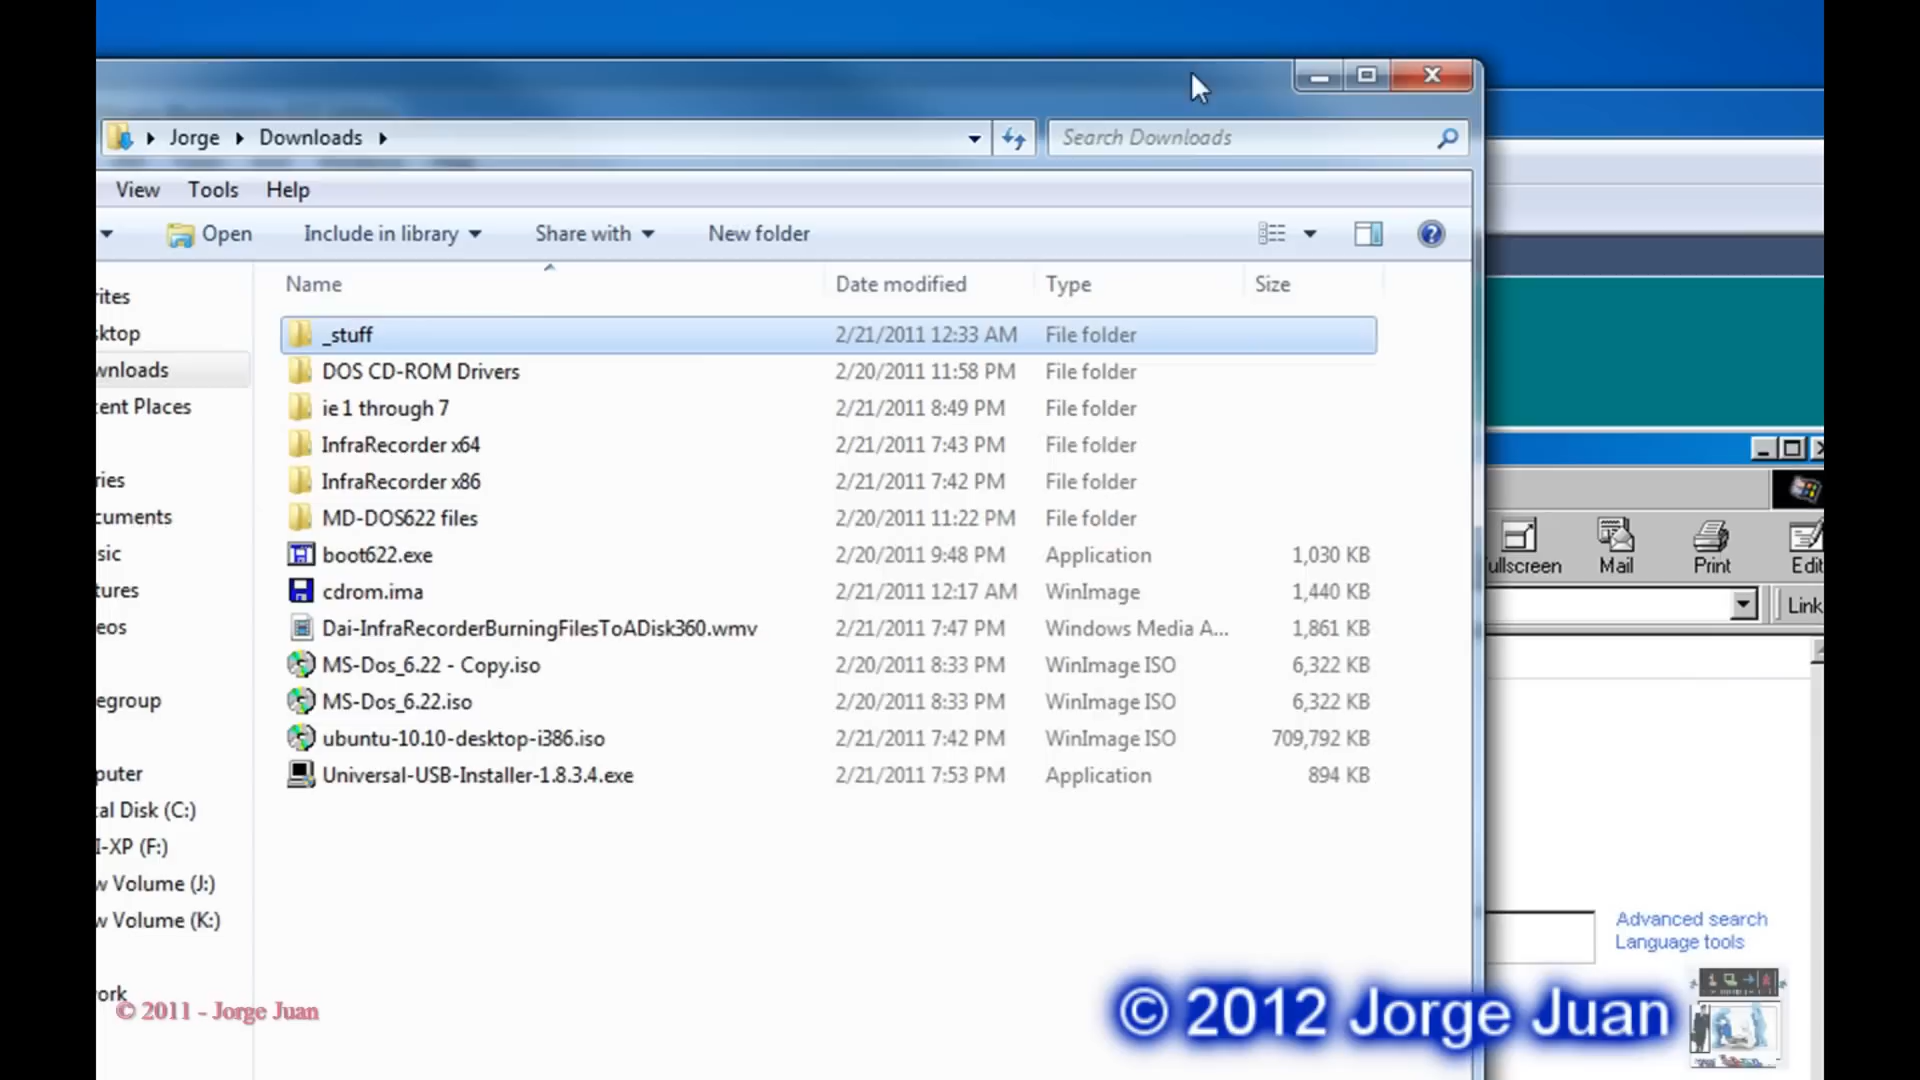 Jorge Downloads
Search Downloads
View Tools Help
Open Include in library Share with New folder
Name Date modified Type Size
_stuff 2/21/2011 12:33 AM File folder
DOS CD-ROM Drivers 2/20/2011 11:58 PM File folder
ie 1 through 7 2/21/2011 8:49 PM File folder
InfraRecorder x64 2/21/2011 7:43 PM File folder
InfraRecorder x86 2/21/2011 7:42 PM File folder
MD-DOS622 files 2/20/2011 11:22 PM File folder
boot622.exe 2/20/2011 9:48 PM Application 1,030 KB
cdrom.ima 2/21/2011 12:17 AM WinImage 1,440 KB
Dai-InfraRecorderBurningFilesToADisk360.wmv 2/21/2011 7:47 PM Windows Media A... 1,861 KB
MS-Dos_6.22 - Copy.iso 2/20/2011 8:33 PM WinImage ISO 6,322 KB
MS-Dos_6.22.iso 2/20/2011 8:33 PM WinImage ISO 6,322 KB
ubuntu-10.10-desktop-i386.iso 2/21/2011 7:42 PM WinImage ISO 709,792 KB
Universal-USB-Installer-1.8.3.4.exe 2/21/2011 7:53 PM Application 894 KB
rites
ktop
wnloads
ent Places
ries
cuments
sic
tures
eos
egroup
puter
al Disk (C:)
I-XP (F:)
w Volume (J:)
w Volume (K:)
ork
ullscreen Mail Print Edit
Link
Advanced search
Language tools
© 2011 - Jorge Juan
© 2012 Jorge Juan